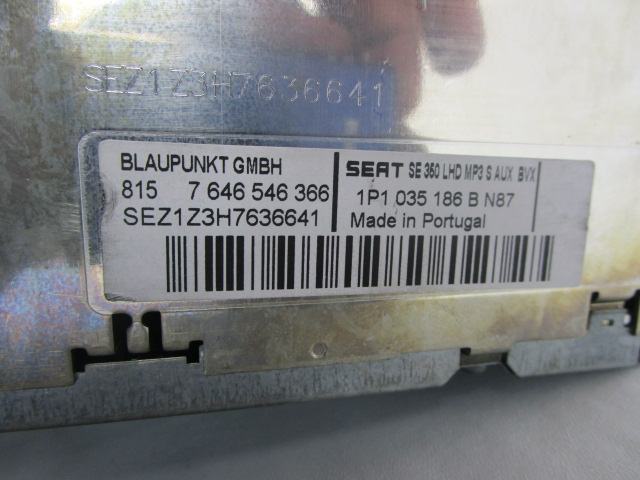 SEZ1Z3H7636641
BLAUPUNKT GMBH
815 7 646 546 366
SEZ1Z3H7636641
SEAT SE 360 LHD MP3 S AUX BVX
1P1 035 186 B N87
Made in Portugal